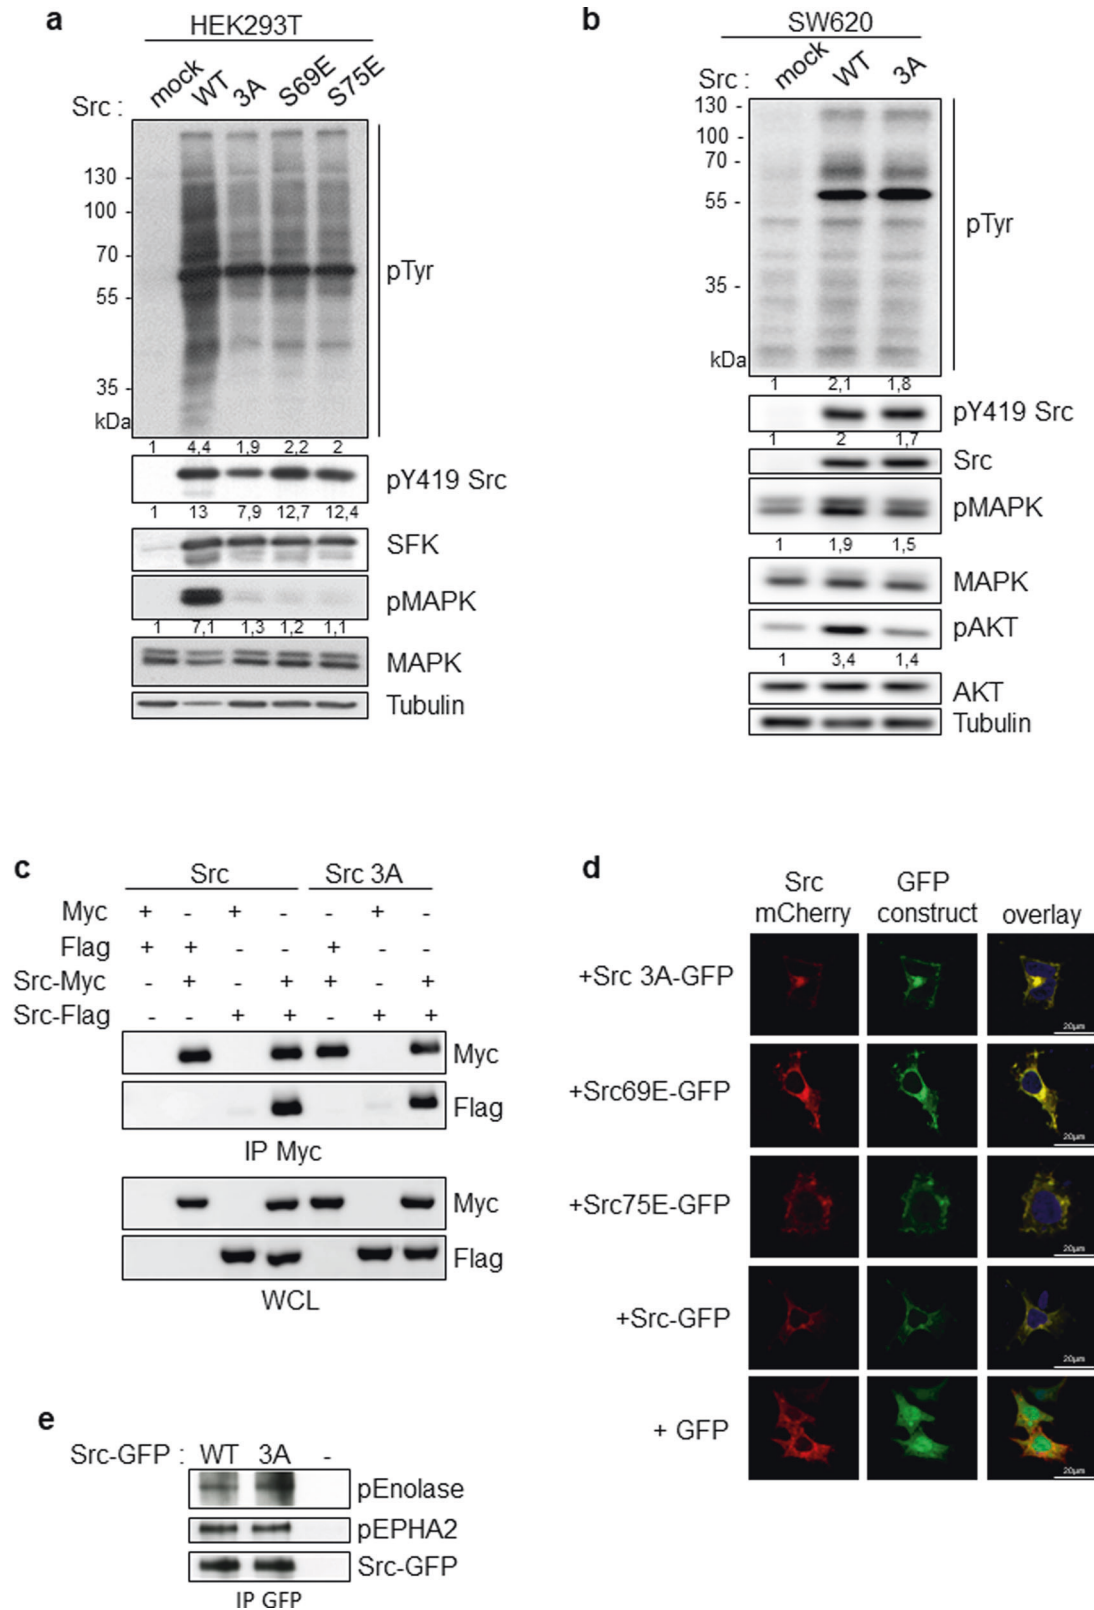 a
HEK293T
Src :
mock WT 3A S69E S75E
130 -
100 -
70 -
55 -
35 -
kDa
pTyr
1 4,4 1,9 2,2 2
pY419 Src
1 13 7,9 12,7 12,4
SFK
pMAPK
1 7,1 1,3 1,2 1,1
MAPK
Tubulin
b
SW620
Src :
mock WT 3A
130 -
100 -
70 -
55 -
35 -
kDa
pTyr
1 2,1 1,8
pY419 Src
1 2 1,7
Src
pMAPK
1 1,9 1,5
MAPK
pAKT
1 3,4 1,4
AKT
Tubulin
c
Src Src 3A
Myc + - + - - + -
Flag + + - - + - -
Src-Myc - + - + + - +
Src-Flag - - + + - + +
Myc
Flag
IP Myc
Myc
Flag
WCL
d
Src
mCherry
GFP
construct
overlay
+Src 3A-GFP
20µm
+Src69E-GFP
20µm
+Src75E-GFP
20µm
+Src-GFP
20µm
+ GFP
20µm
e
Src-GFP : WT 3A -
pEnolase
pEPHA2
Src-GFP
IP GFP